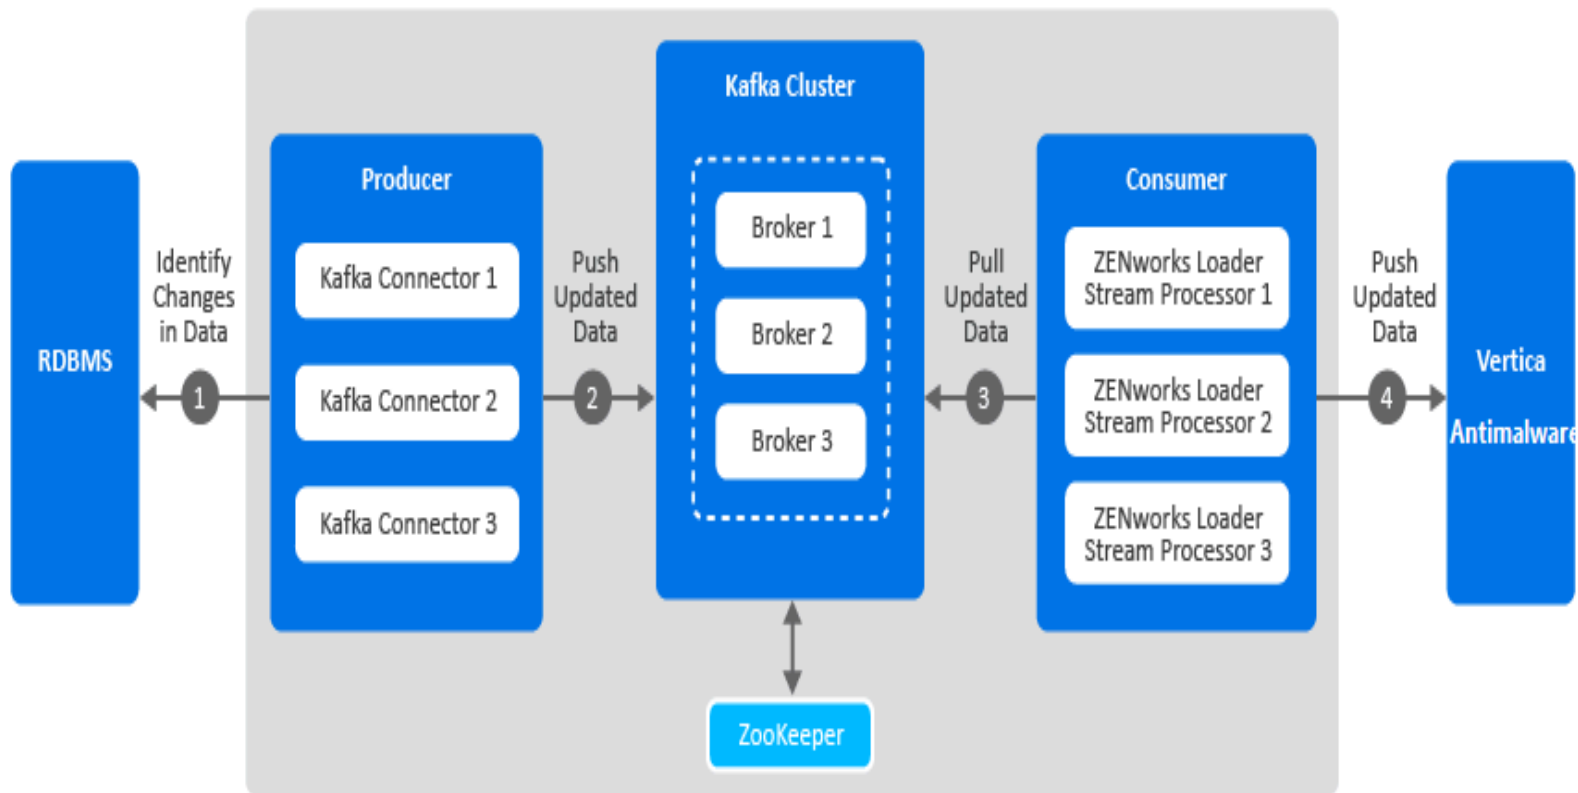 RDBMS
Identify
Changes
in Data
1
Producer
Kafka Connector 1
Kafka Connector 2
Kafka Connector 3
Push
Updated
Data
2
Kafka Cluster
Broker 1
Broker 2
Broker 3
ZooKeeper
Pull
Updated
Data
3
Consumer
ZENworks Loader
Stream Processor 1
ZENworks Loader
Stream Processor 2
ZENworks Loader
Stream Processor 3
Push
Updated
Data
4
Vertica
Antimalware